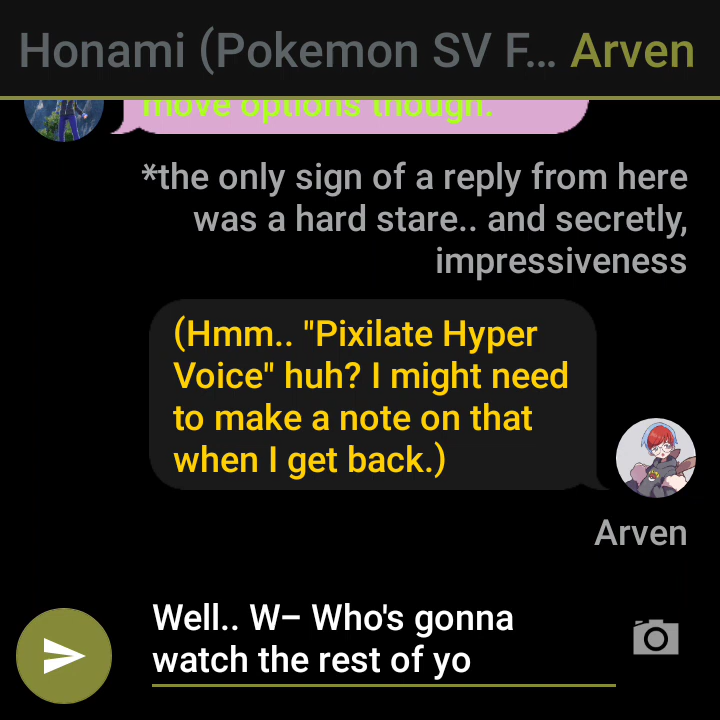 Honami (Pokemon SV F... Arven
move options though.
*the only sign of a reply from here
was a hard stare.. and secretly,
impressiveness
(Hmm.. "Pixilate Hyper
Voice" huh? I might need
to make a note on that
when I get back.)
Arven
Well.. W– Who's gonna
watch the rest of yo